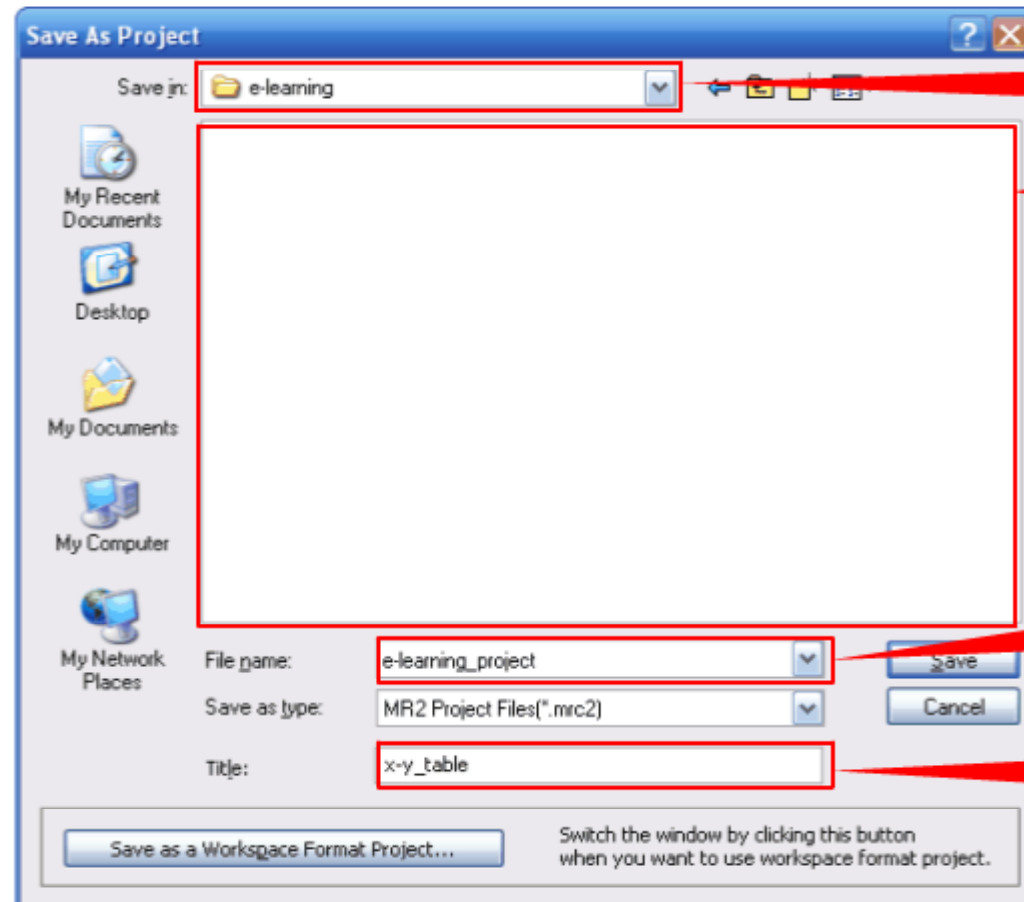 Save As Project
Save in:
e-learning
My Recent
Documents
Desktop
My Documents
My Computer
My Network
Places
File name:
e-learning_project
Save
Save as type:
MR2 Project Files(*.mrc2)
Cancel
Title:
x-y_table
Save as a Workspace Format Project...
Switch the window by clicking this button
when you want to use workspace format project.